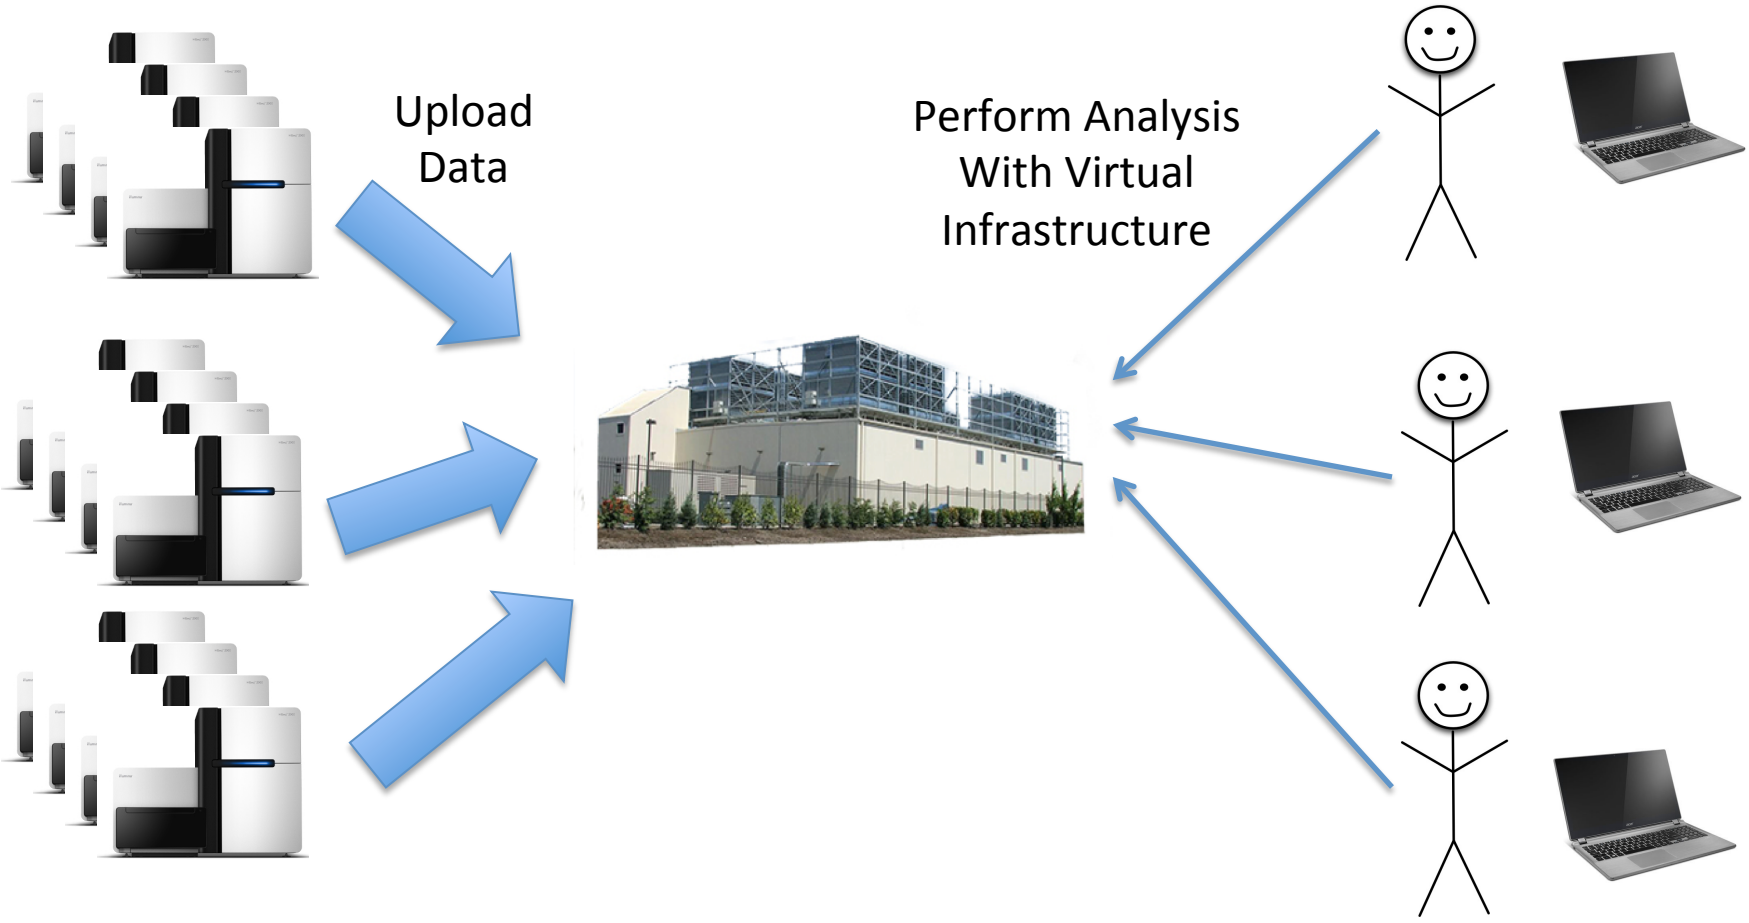 Upload
Data
Perform Analysis
With Virtual
Infrastructure